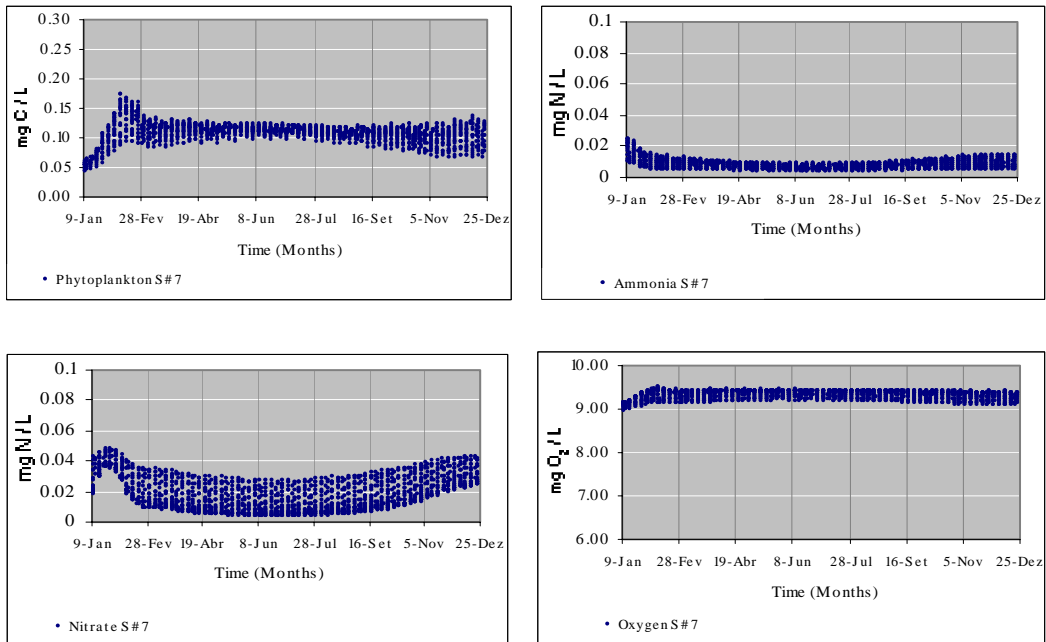 0.30
0.25
0.20
0.15
0.10
0.05
0.00
mg C / L
9-Jan 28-Fev 19-Abr 8-Jun 28-Jul 16-Set 5-Nov 25-Dez
Time (Months)
• Phytoplankton S#7
0.1
0.08
0.06
0.04
0.02
0
mg N / L
9-Jan 28-Fev 19-Abr 8-Jun 28-Jul 16-Set 5-Nov 25-Dez
Time (Months)
• Ammonia S#7
0.1
0.08
0.06
0.04
0.02
0
mg N / L
9-Jan 28-Fev 19-Abr 8-Jun 28-Jul 16-Set 5-Nov 25-Dez
Time (Months)
• Nitrate S#7
10.00
9.00
8.00
7.00
6.00
mg O₂ / L
9-Jan 28-Fev 19-Abr 8-Jun 28-Jul 16-Set 5-Nov 25-Dez
Time (Months)
• Oxygen S#7